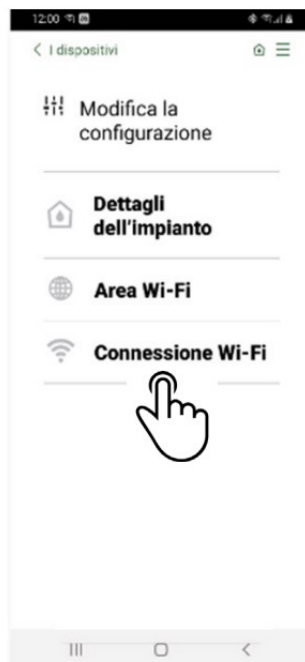 12:00
< I dispositivi
Modifica la
configurazione
Dettagli
dell'impianto
Area Wi-Fi
Connessione Wi-Fi